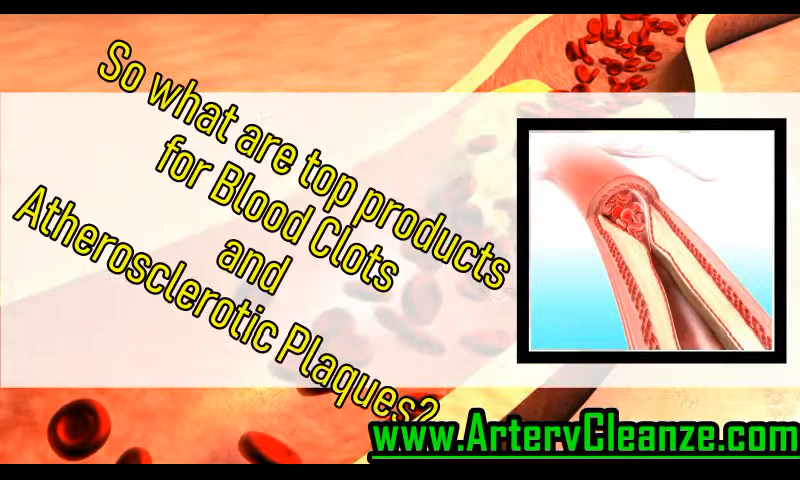 So what are top products
for Blood Clots
and
Atherosclerotic Plaques?
www.ArteryCleanze.com